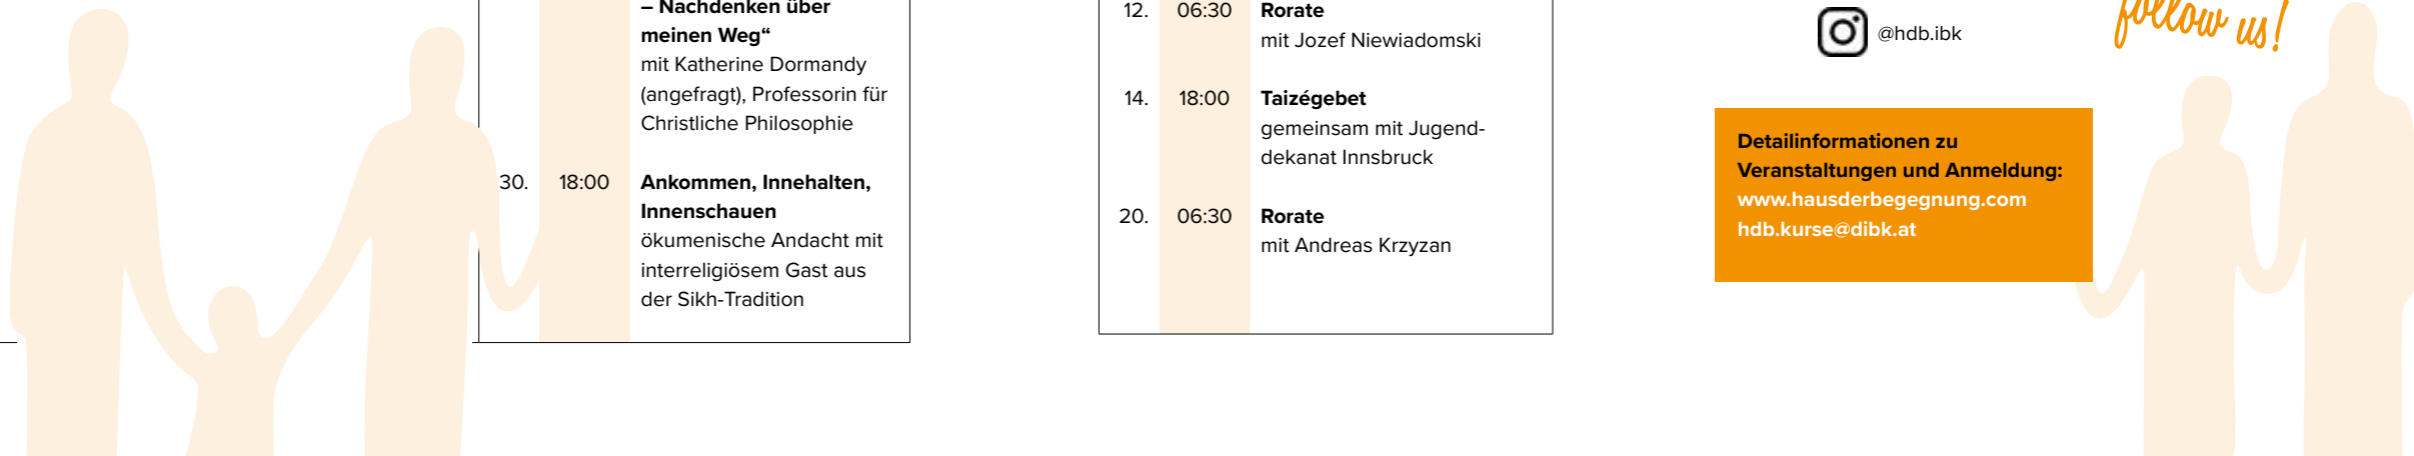 – Nachdenken über
meinen Weg“
mit Katherine Dormandy
(angefragt), Professorin für
Christliche Philosophie
30. 18:00 Ankommen, Innehalten,
Innenschauen
ökumenische Andacht mit
interreligiösem Gast aus
der Sikh-Tradition
12. 06:30 Rorate
mit Jozef Niewiadomski
14. 18:00 Taizégebet
gemeinsam mit Jugend-
dekanat Innsbruck
20. 06:30 Rorate
mit Andreas Krzyzan
follow us!
@hdb.ibk
Detailinformationen zu
Veranstaltungen und Anmeldung:
www.hausderbegegnung.com
hdb.kurse@dibk.at